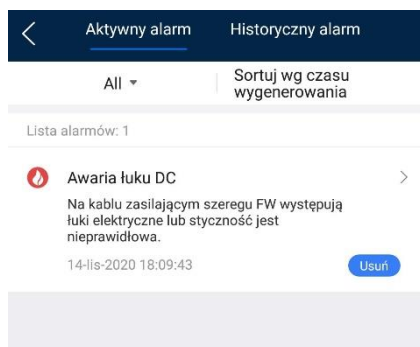 Aktywny alarm
Historyczny alarm
All
Sortuj wg czasu
wygenerowania
Lista alarmów: 1
Awaria łuku DC
Na kablu zasilającym szeregu FW występują
łuki elektryczne lub styczność jest
nieprawidłowa.
14-lis-2020 18:09:43
Usuń